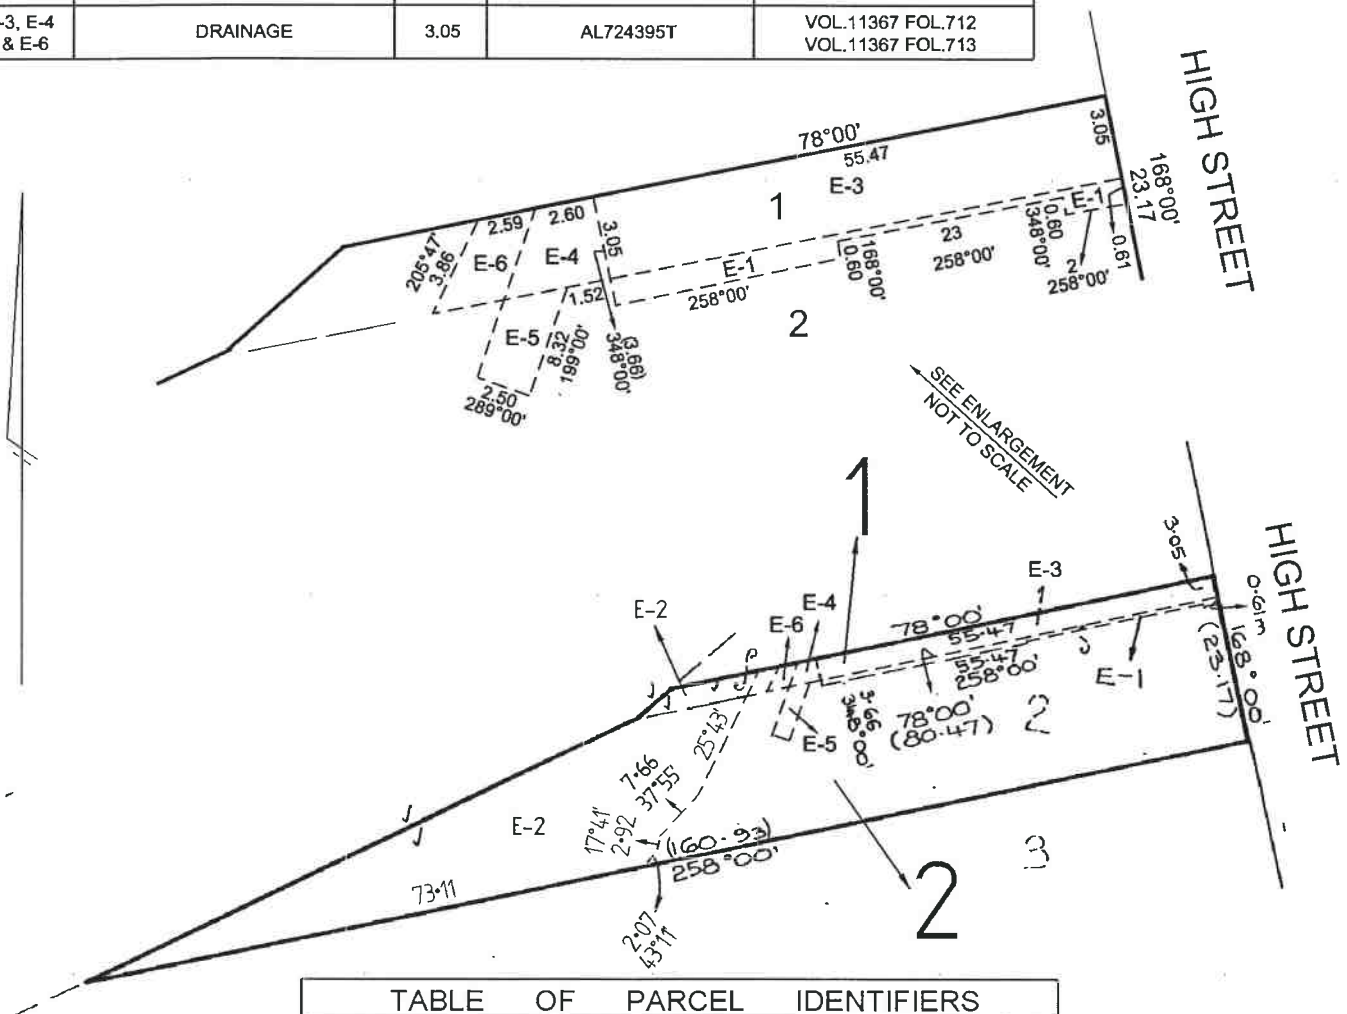 -3, E-4
& E-6
DRAINAGE
3.05
AL724395T
VOL.11367 FOL.712
VOL.11367 FOL.713
HIGH STREET
78°00'
55.47
3.05
168°00'
23.17
E-3
1
2.59
2.60
3.05
205°47'
3.86
E-6
E-4
E-1
0.60
348°00'
E-1
0.61
2
258°00'
23
258°00'
168°00'
0.60
258°00'
1.52
2
E-5
8.32
199°00'
(3.66)
348°00'
2.50
289°00'
SEE ENLARGEMENT
NOT TO SCALE
1
HIGH STREET
3.05
E-3
1
0.61m
168°00'
(23.17)
E-2
E-6
E-4
78°00'
55.47
55.47
258°00'
E-1
3.66
348°00'
78°00'
(80.47)
2
E-5
25°43'
7.66
37°55'
17°41'
2.92
E-2
(160.93)
258°00'
3
73.11
2
2.07
43°11'
TABLE OF PARCEL IDENTIFIERS